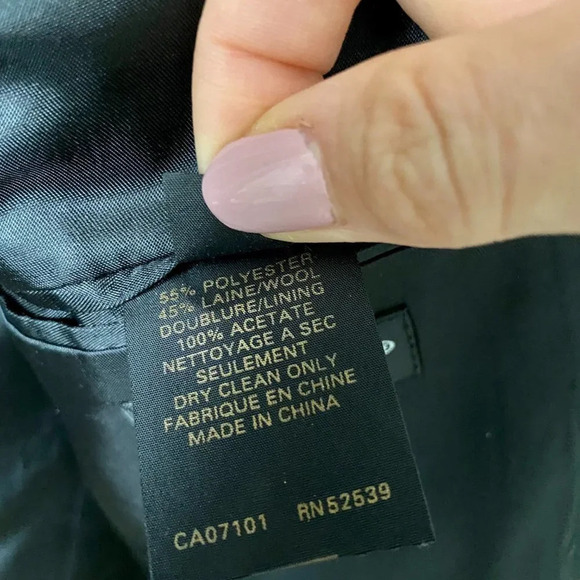 55% POLYESTER
45% LAINE/WOOL
DOUBLURE/LINING
100% ACETATE
NETTOYAGE A SEC
SEULEMENT
DRY CLEAN ONLY
FABRIQUE EN CHINE
MADE IN CHINA
CA07101 RN52539